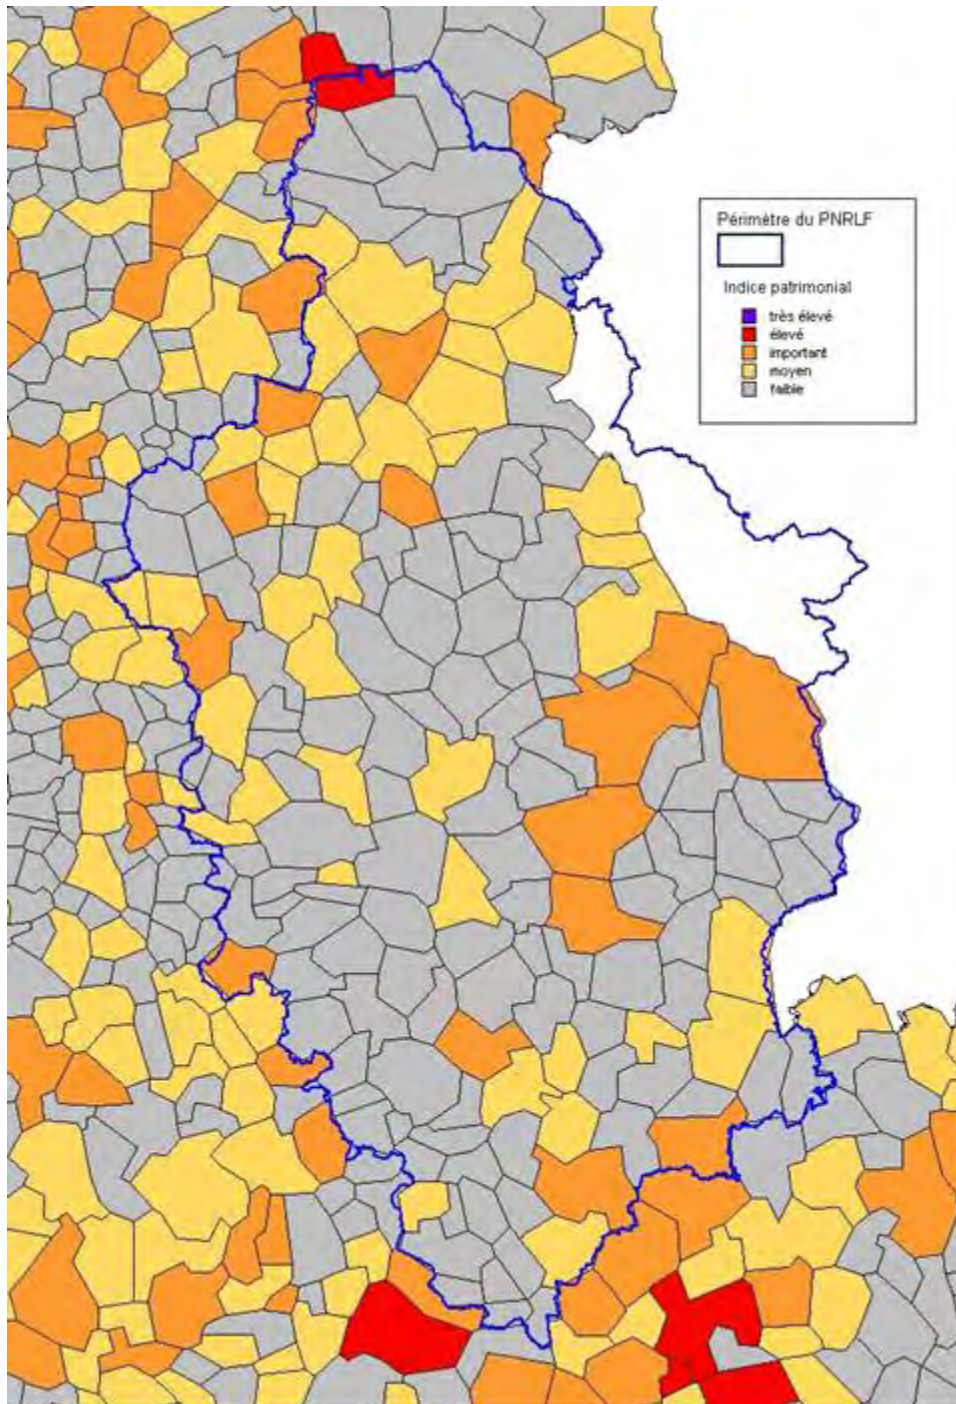 Périmètre du PNRLF
Indice patrimonial
très élevé
élevé
important
moyen
faible